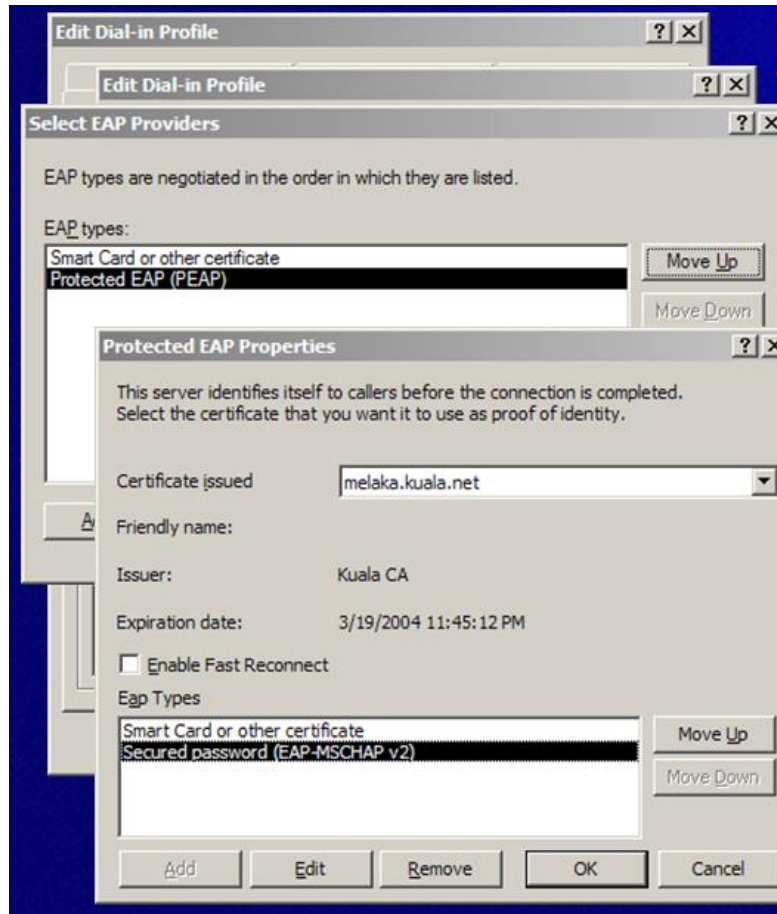 Edit Dial-in Profile
Edit Dial-in Profile
Select EAP Providers
EAP types are negotiated in the order in which they are listed.
EAP types:
Smart Card or other certificate
Protected EAP (PEAP)
Move Up
Move Down
Protected EAP Properties
This server identifies itself to callers before the connection is completed.
Select the certificate that you want it to use as proof of identity.
Certificate issued
melaka.kuala.net
Friendly name:
Issuer:
Kuala CA
Expiration date:
3/19/2004 11:45:12 PM
Enable Fast Reconnect
Eap Types
Smart Card or other certificate
Secured password (EAP-MSCHAP v2)
Move Up
Move Down
Add
Edit
Remove
OK
Cancel